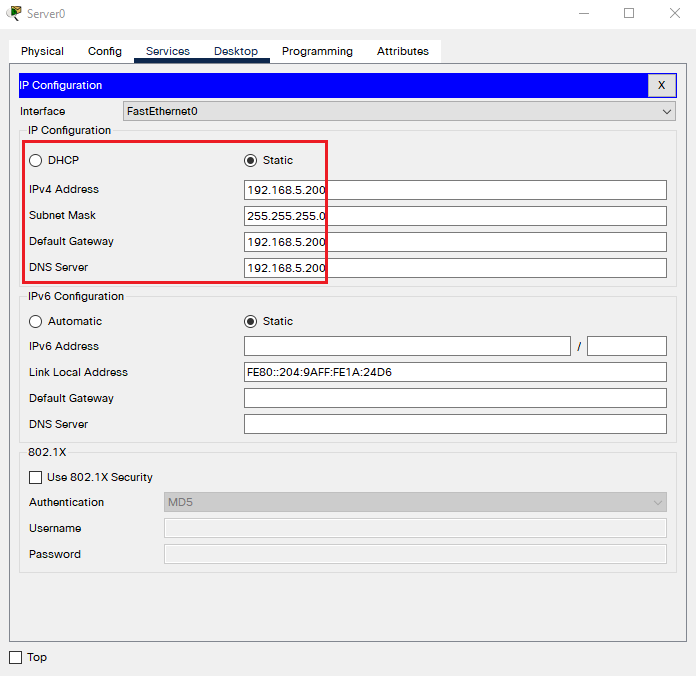 Server0
Physical Config Services Desktop Programming Attributes
IP Configuration X
Interface FastEthernet0
IP Configuration
DHCP Static
IPv4 Address 192.168.5.200
Subnet Mask 255.255.255.0
Default Gateway 192.168.5.200
DNS Server 192.168.5.200
IPv6 Configuration
Automatic Static
IPv6 Address /
Link Local Address FE80::204:9AFF:FE1A:24D6
Default Gateway
DNS Server
802.1X
Use 802.1X Security
Authentication MD5
Username
Password
Top